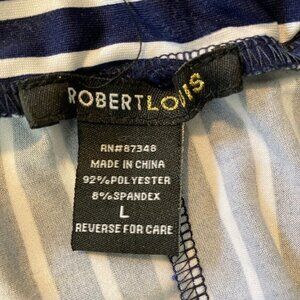 ROBERTLOUIS
RN#87348
MADE IN CHINA
92%POLYESTER
8%SPANDEX
L
REVERSE FOR CARE